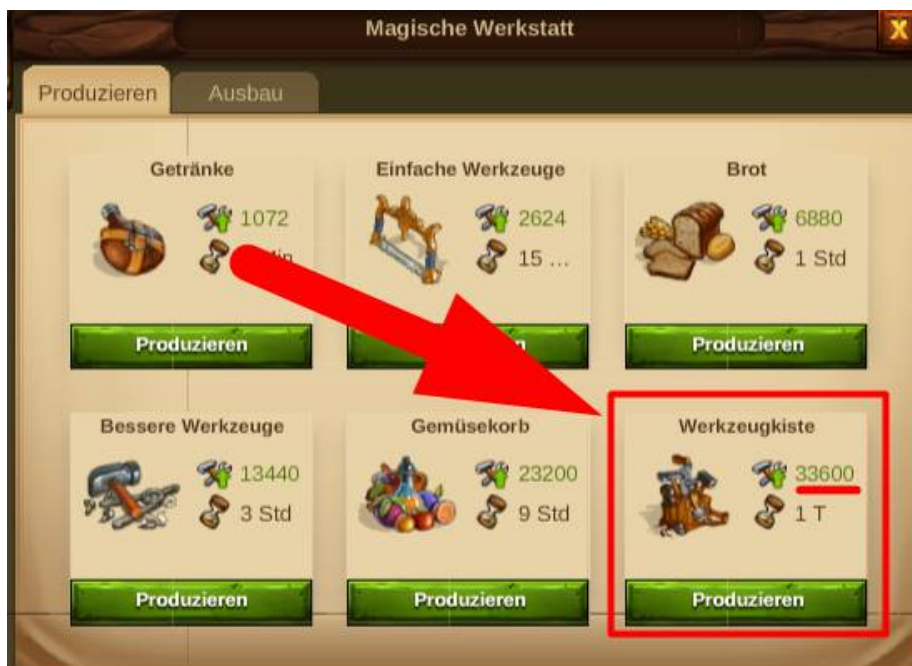 Magische Werkstatt
X
Produzieren Ausbau
Getränke Einfache Werkzeuge Brot
1072 2624 6880
15 ... 1 Std
Produzieren Produzieren
Bessere Werkzeuge Gemüsekorb Werkzeugkiste
13440 23200 33600
3 Std 9 Std 1 T
Produzieren Produzieren Produzieren